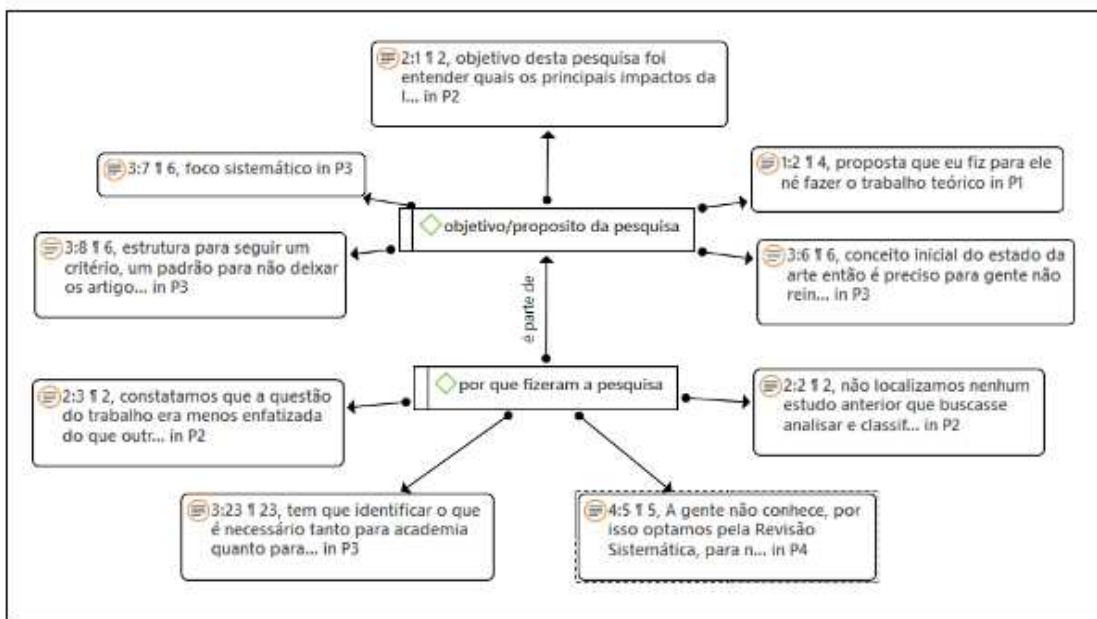 2:1 ¶ 2, objetivo desta pesquisa foi
entender quais os principais impactos da
I... in P2
3:7 ¶ 6, foco sistemático in P3
1:2 ¶ 4, proposta que eu fiz para ele
né fazer o trabalho teórico in P1
objetivo/proposito da pesquisa
3:8 ¶ 6, estrutura para seguir um
critério, um padrão para não deixar
os artigo... in P3
3:6 ¶ 6, conceito inicial do estado da
arte então é preciso para gente não
rein... in P3
é parte de
por que fizeram a pesquisa
2:3 ¶ 2, constatamos que a questão
do trabalho era menos enfatizada
do que outr... in P2
2:2 ¶ 2, não localizamos nenhum
estudo anterior que buscasse
analisar e classif... in P2
3:23 ¶ 23, tem que identificar o que
é necessário tanto para academia
quanto para... in P3
4:5 ¶ 5, A gente não conhece, por
isso optamos pela Revisão
Sistemática, para n... in P4